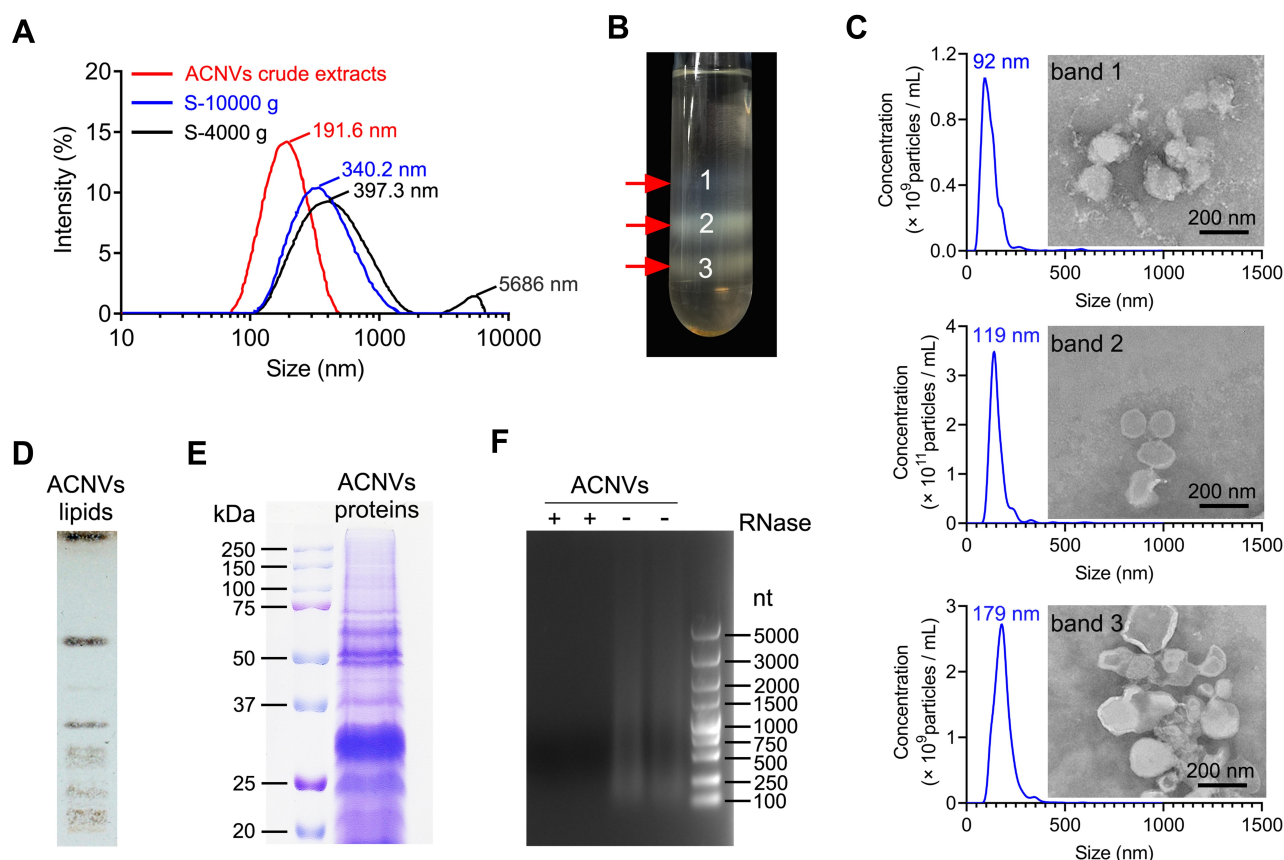 A
20
15
10
5
0
Intensity (%)
ACNVs crude extracts
S-10000 g
S-4000 g
191.6 nm
340.2 nm
397.3 nm
5686 nm
10
100
1000
10000
Size (nm)
B
1
2
3
C
Concentration
(× 10⁹particles / mL)
1.2
0.8
0.4
0.0
92 nm
band 1
200 nm
0
500
1000
1500
Size (nm)
Concentration
(× 10¹¹particles / mL)
4
3
2
1
0
119 nm
band 2
200 nm
0
500
1000
1500
Size (nm)
Concentration
(× 10⁹particles / mL)
3
2
1
0
179 nm
band 3
200 nm
0
500
1000
1500
Size (nm)
D
ACNVs
lipids
E
kDa
ACNVs
proteins
250
150
100
75
50
37
25
20
F
ACNVs
+ + - - RNase
nt
5000
3000
2000
1500
1000
750
500
250
100